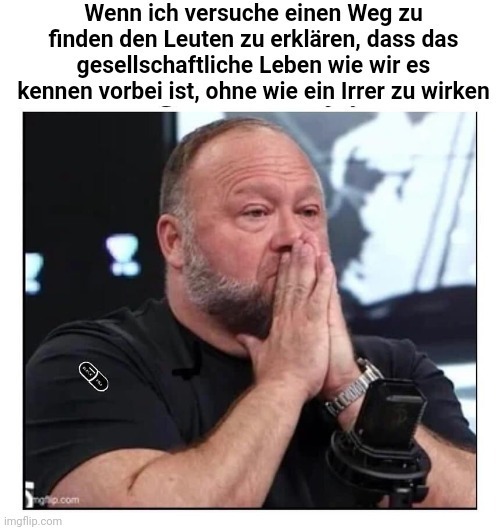 Wenn ich versuche einen Weg zu
finden den Leuten zu erklären, dass das
gesellschaftliche Leben wie wir es
kennen vorbei ist, ohne wie ein Irrer zu wirken
imgflip.com
imgflip.com